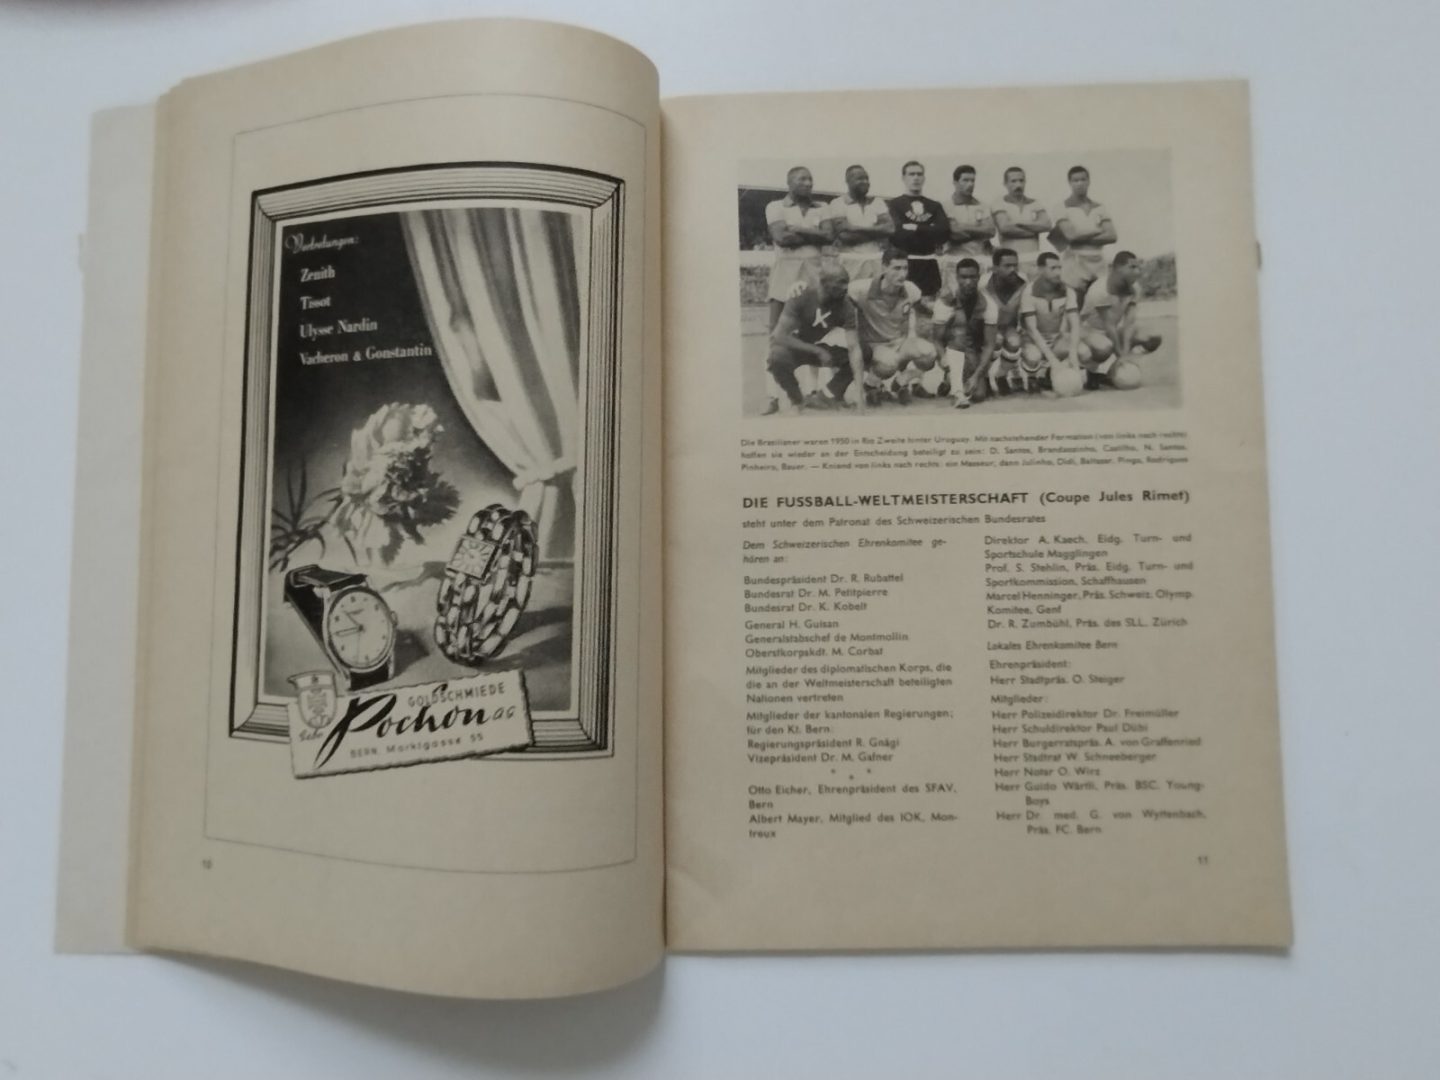 Vertretungen:
Zenith
Tissot
Ulysse Nardin
Vacheron & Constantin
GOLDSCHMIEDE
Gebr. Pochon AG
BERN, Marktgasse 55
10
Die Brasilianer waren 1950 in Rio Zweite hinter Uruguay. Mit nachstehender Formation (von links nach rechts)
hoffen sie wieder an der Entscheidung beteiligt zu sein: D. Santos, Brandaozinho, Castilho, N. Santos,
Pinheiro, Bauer. — Kniend von links nach rechts: ein Masseur, dann Julinho, Didi, Baltasar, Pinga, Rodrigues
DIE FUSSBALL-WELTMEISTERSCHAFT (Coupe Jules Rimet)
steht unter dem Patronat des Schweizerischen Bundesrates
Dem Schweizerischen Ehrenkomitee ge-
hören an:
Bundespräsident Dr. R. Rubattel
Bundesrat Dr. M. Petitpierre
Bundesrat Dr. K. Kobelt
General H. Guisan
Generalstabschef de Montmollin
Oberstkorpskdt. M. Corbat
Mitglieder des diplomatischen Korps, die
die an der Weltmeisterschaft beteiligten
Nationen vertreten
Mitglieder der kantonalen Regierungen;
für den Kt. Bern:
Regierungspräsident R. Gnägi
Vizepräsident Dr. M. Gafner
* * *
Otto Eicher, Ehrenpräsident des SFAV,
Bern
Albert Mayer, Mitglied des IOK, Mon-
treux
Direktor A. Kaech, Eidg. Turn- und
Sportschule Magglingen
Prof. S. Stehlin, Präs. Eidg. Turn- und
Sportkommission, Schaffhausen
Marcel Henninger, Präs. Schweiz. Olymp.
Komitee, Genf
Dr. R. Zumbühl, Präs. des SLL, Zürich
Lokales Ehrenkomitee Bern
Ehrenpräsident:
Herr Stadtpräs. O. Steiger
Mitglieder:
Herr Polizeidirektor Dr. Freimüller
Herr Schuldirektor Paul Dübi
Herr Burgerratspräs. A. von Graffenried
Herr Stadtrat W. Schneeberger
Herr Notar O. Wirz
Herr Guido Wärtli, Präs. BSC. Young-
Boys
Herr Dr. med. G. von Wyttenbach,
Präs. FC. Bern
11